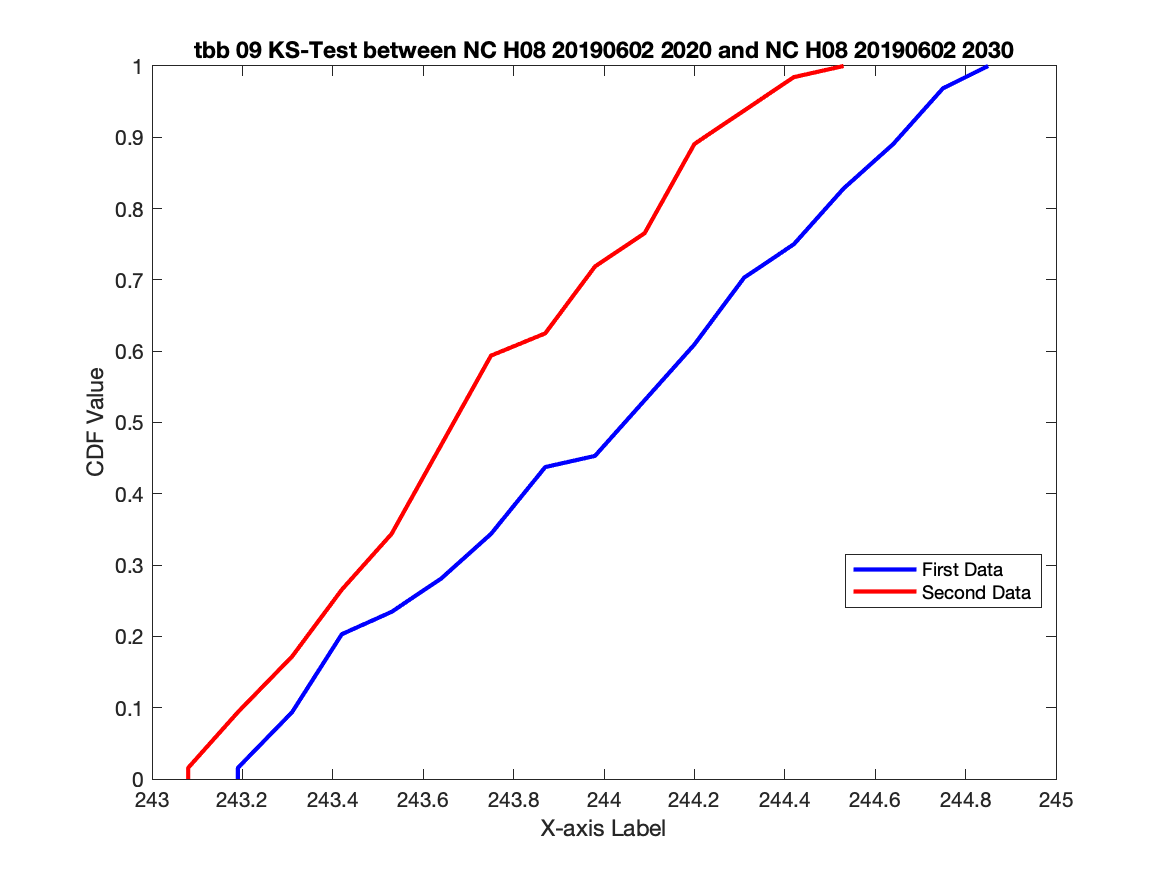 tbb 09 KS-Test between NC H08 20190602 2020 and NC H08 20190602 2030
1
0.9
0.8
0.7
0.6
0.5
0.4
0.3
0.2
0.1
0
CDF Value
First Data
Second Data
243 243.2 243.4 243.6 243.8 244 244.2 244.4 244.6 244.8 245
X-axis Label